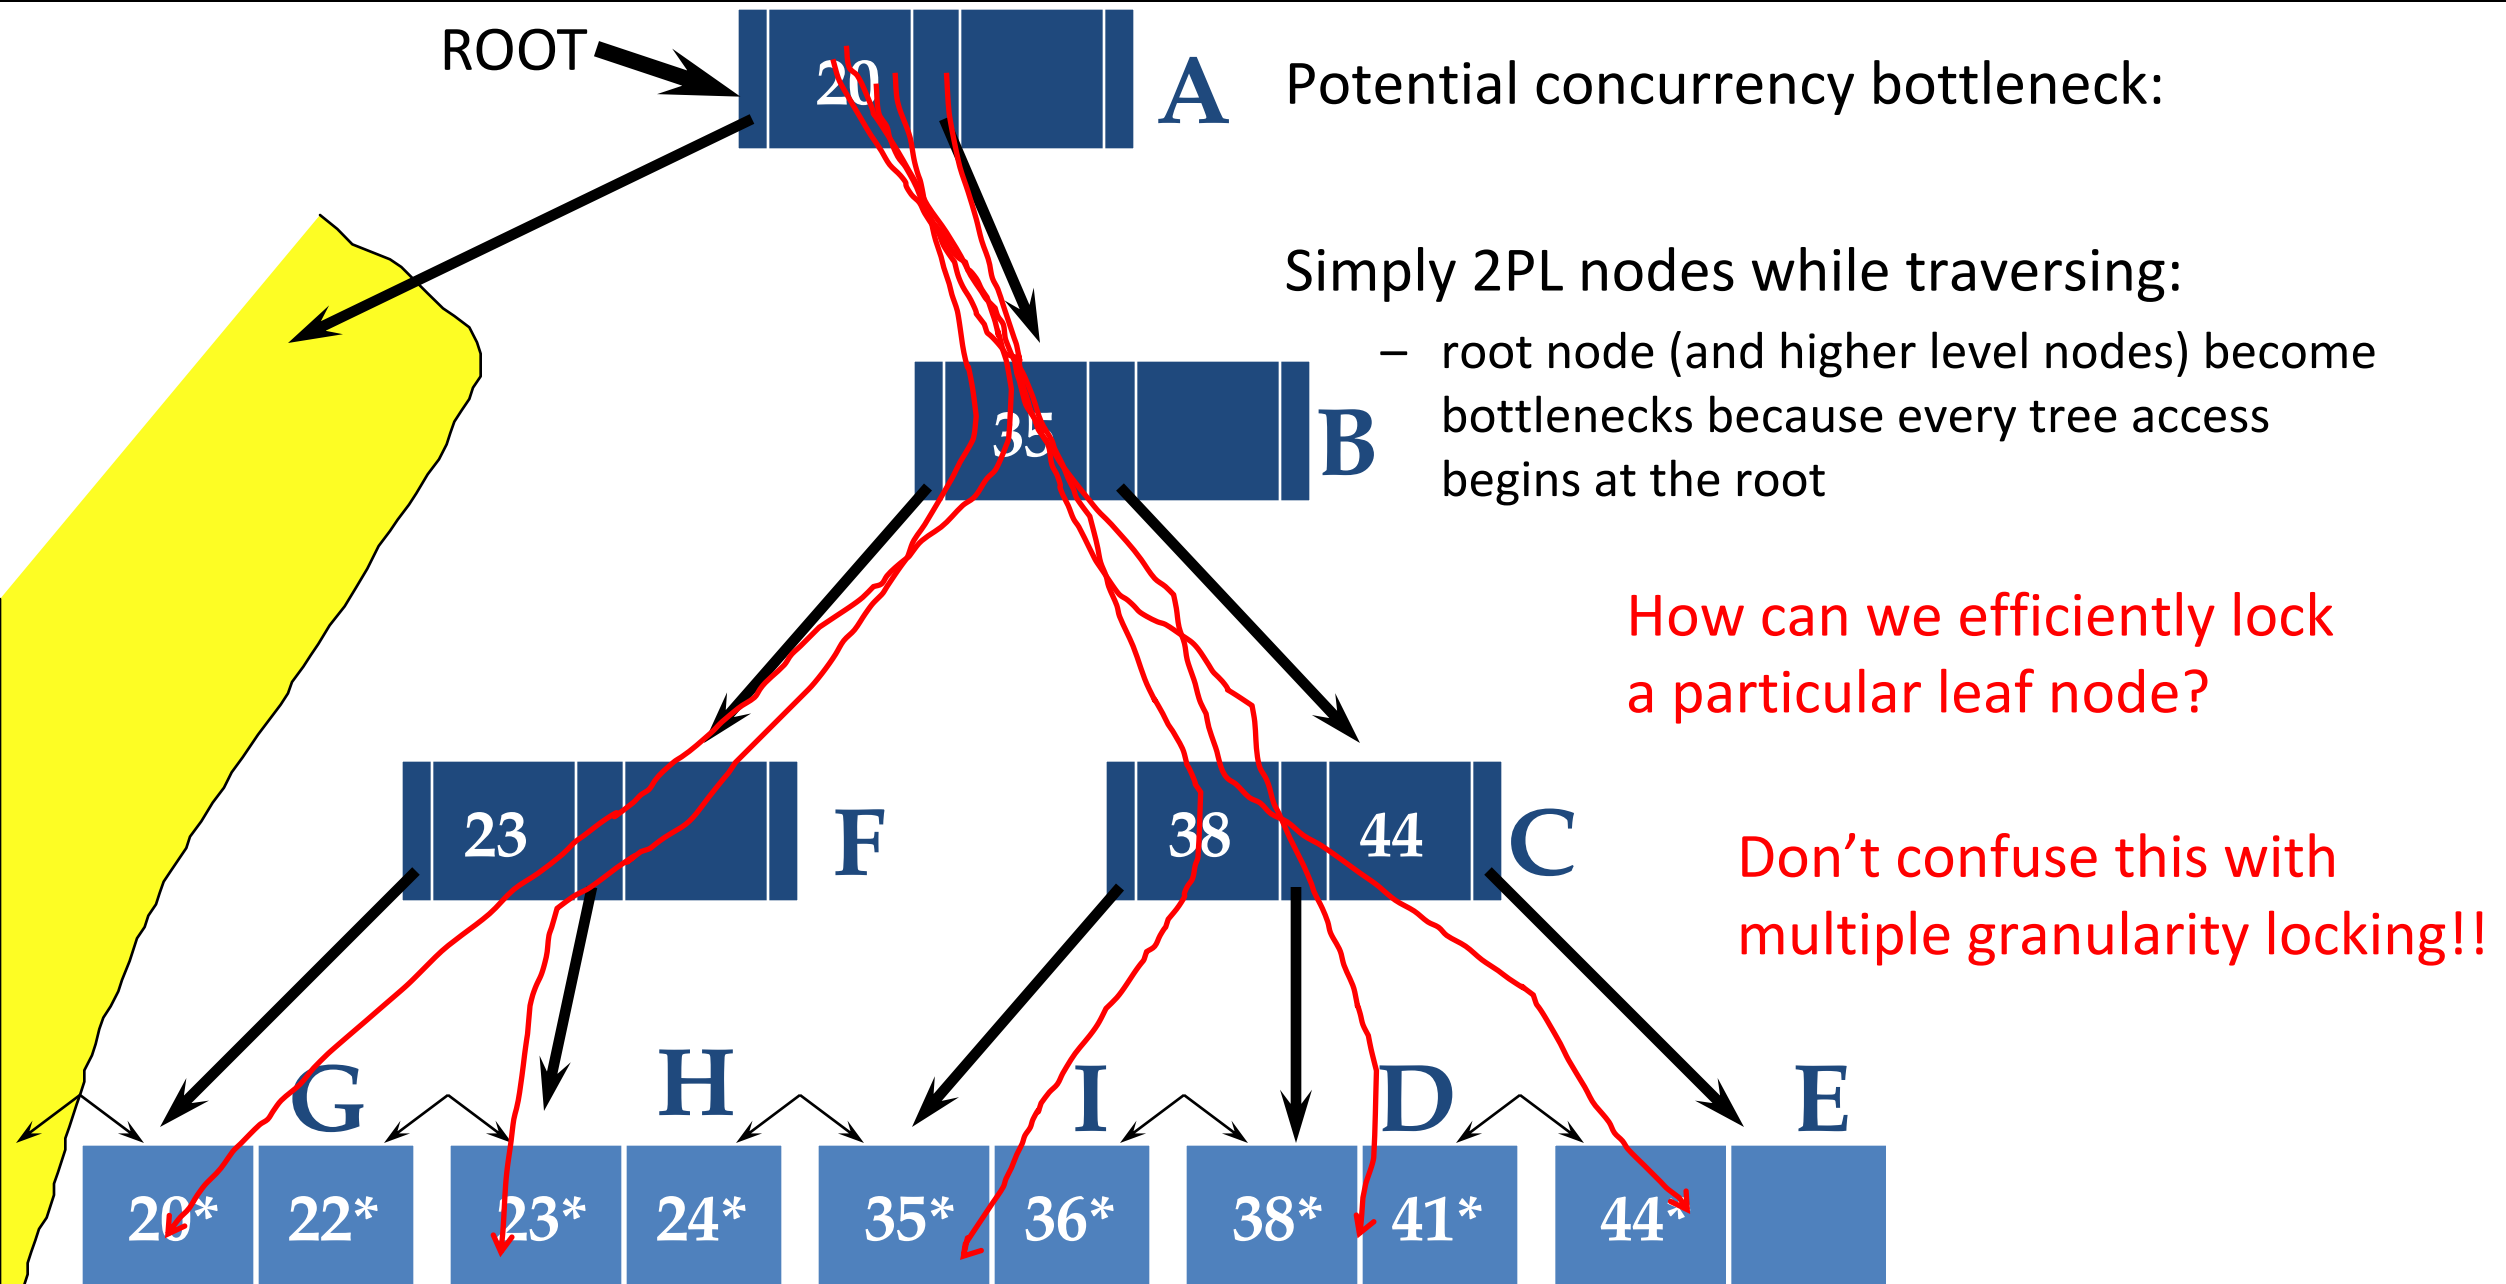 ROOT
20
A
Potential concurrency bottleneck:
Simply 2PL nodes while traversing:
– root node (and higher level nodes) become
bottlenecks because every tree access
begins at the root
35
B
How can we efficiently lock
a particular leaf node?
23
F
38 44
C
Don’t confuse this with
multiple granularity locking!!
G
H
I
D
E
20* 22* 23* 24* 35* 36* 38* 41* 44*